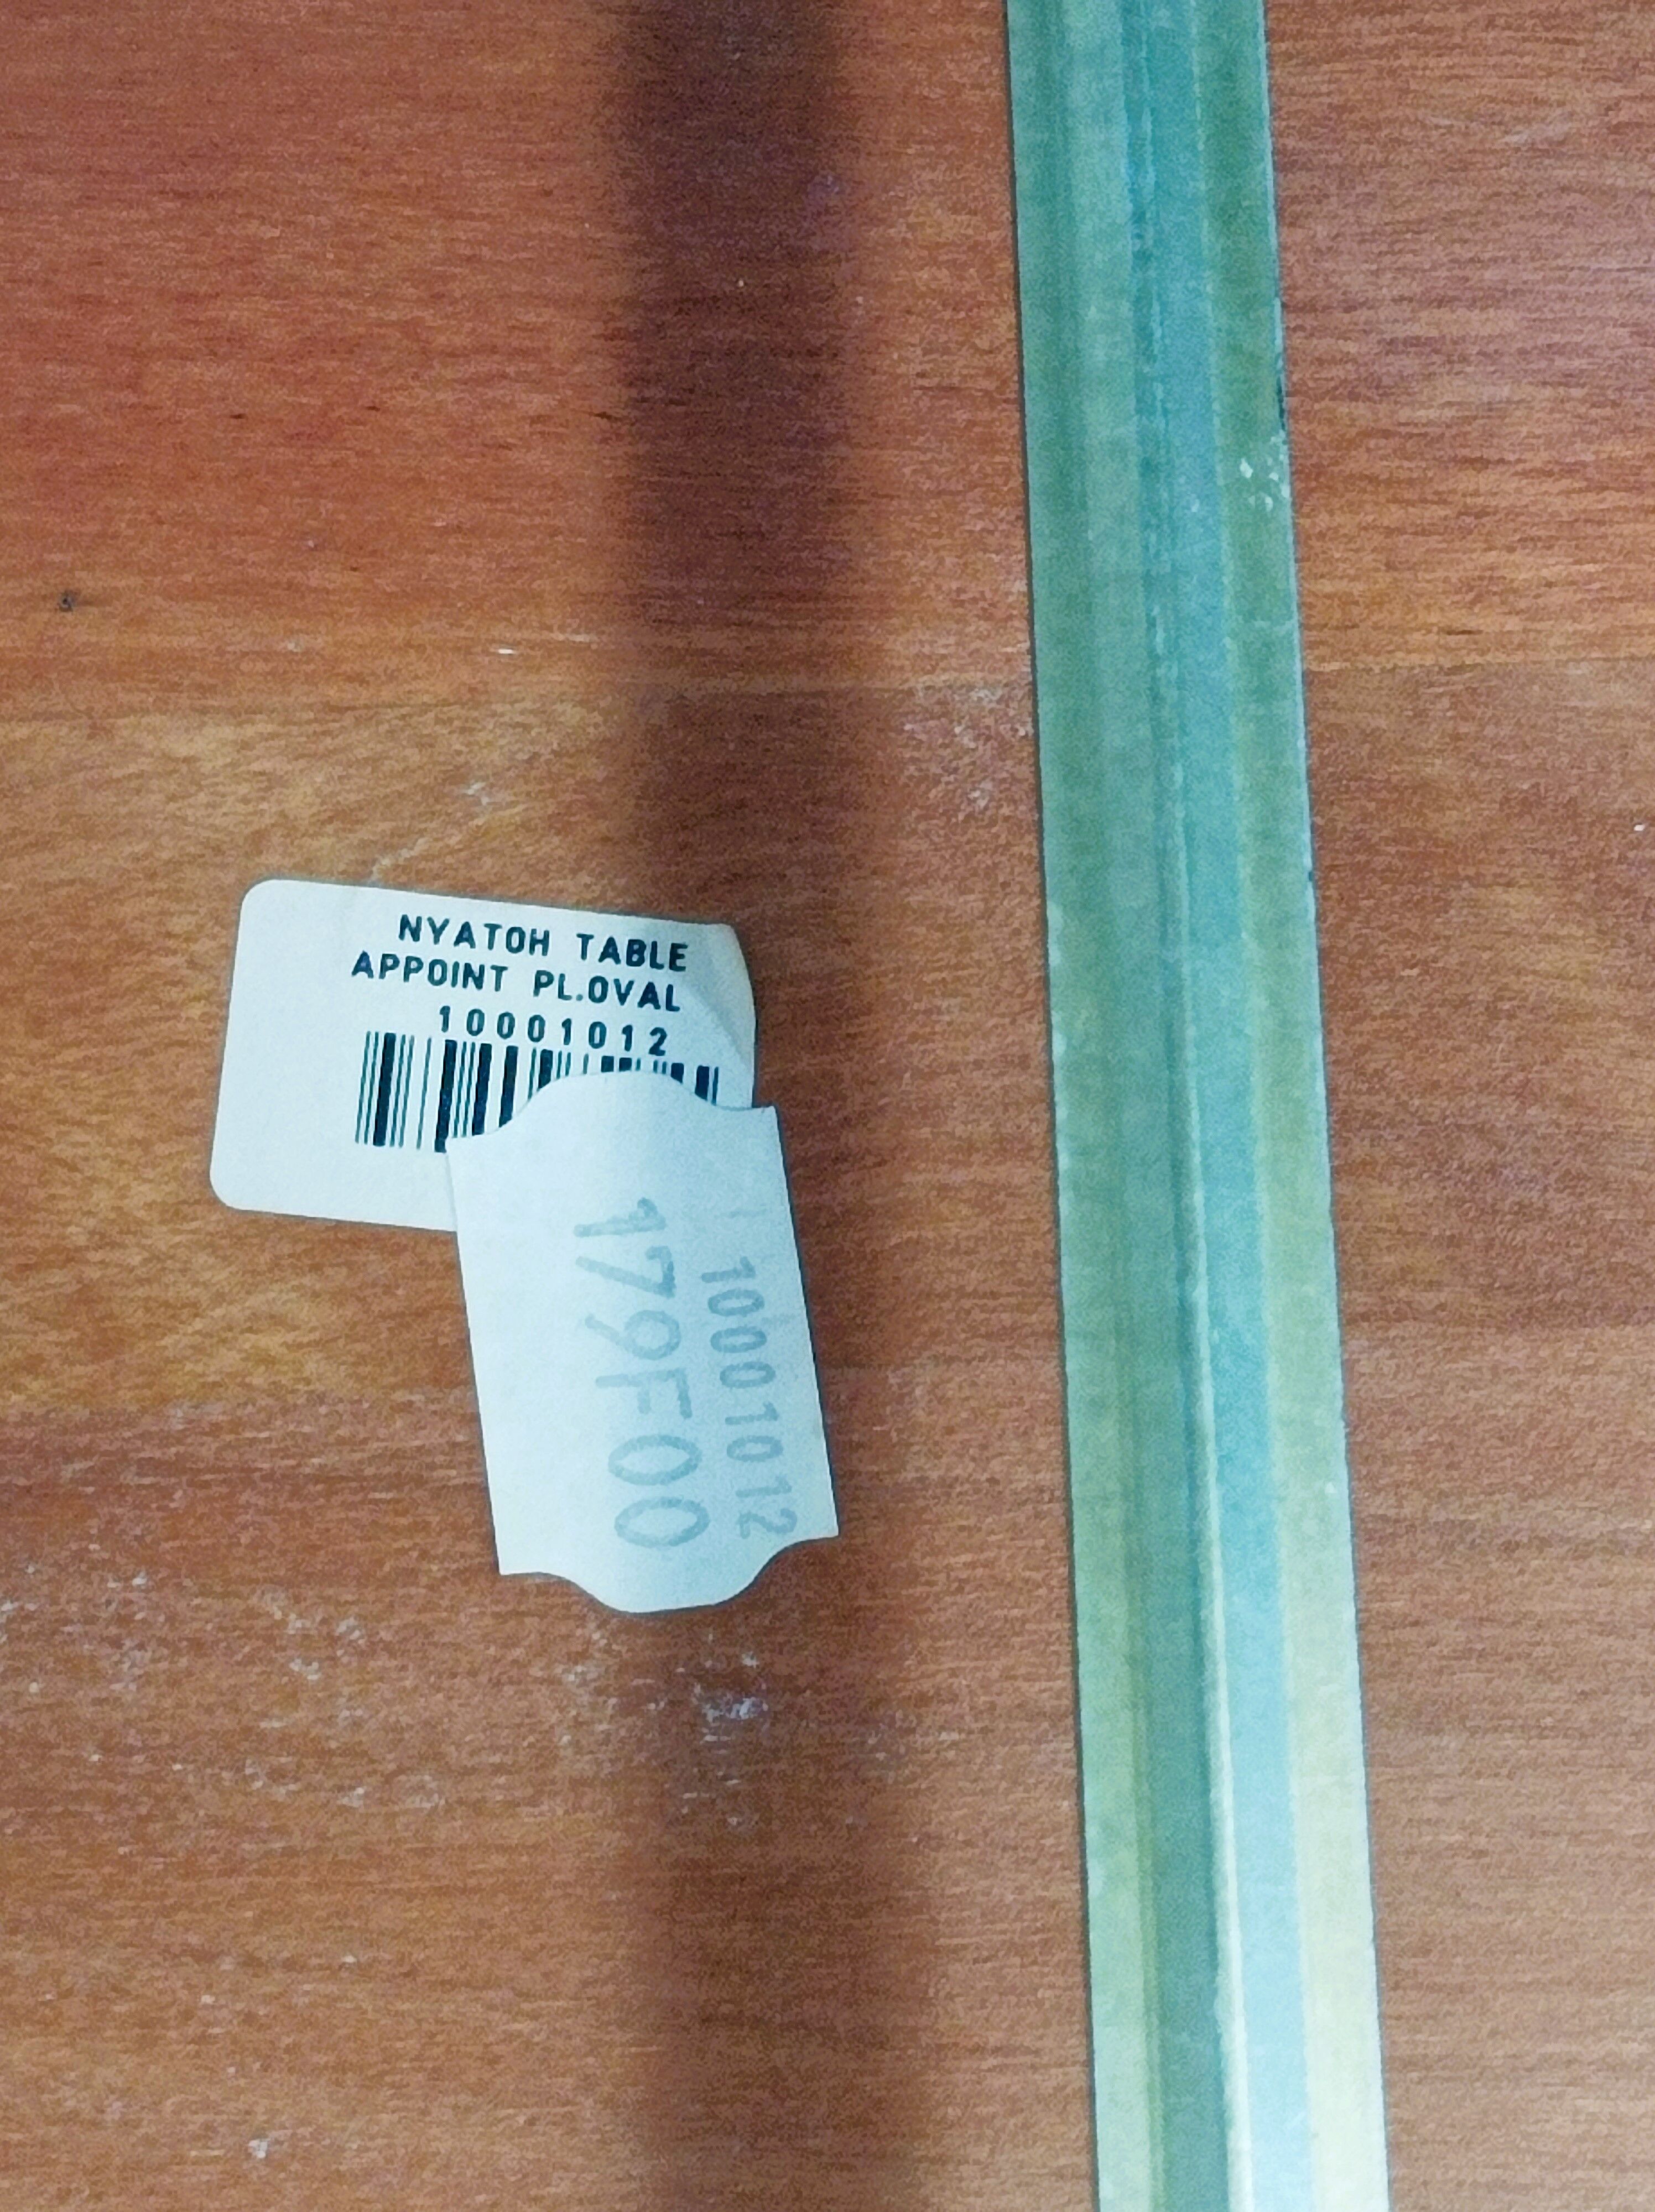 NYATOH TABLE
APPOINT PL.OVAL
10001012
10001012
179F00